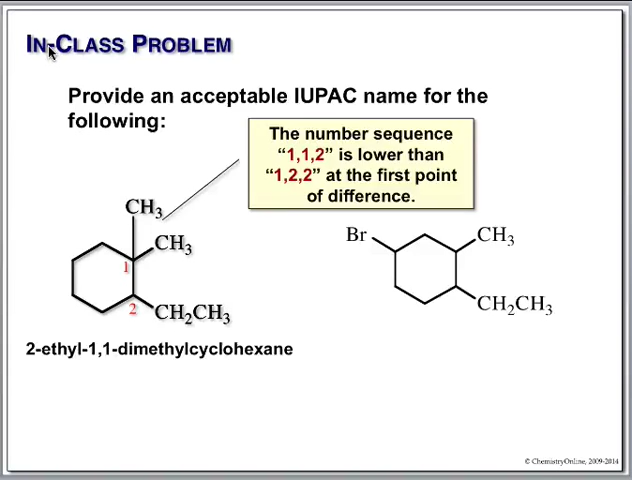 IN-CLASS PROBLEM
Provide an acceptable IUPAC name for the
following:
The number sequence
“1,1,2” is lower than
“1,2,2” at the first point
of difference.
CH3
CH3
1
2
CH2CH3
Br
CH3
CH2CH3
2-ethyl-1,1-dimethylcyclohexane
© ChemistryOnline, 2009-2014